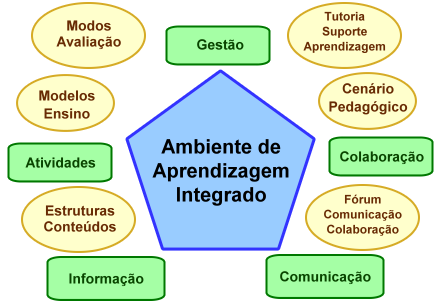 Modos
Avaliação
Gestão
Tutoria
Suporte
Aprendizagem
Modelos
Ensino
Cenário
Pedagógico
Ambiente de
Aprendizagem
Integrado
Atividades
Colaboração
Estruturas
Conteúdos
Fórum
Comunicação
Colaboração
Informação
Comunicação